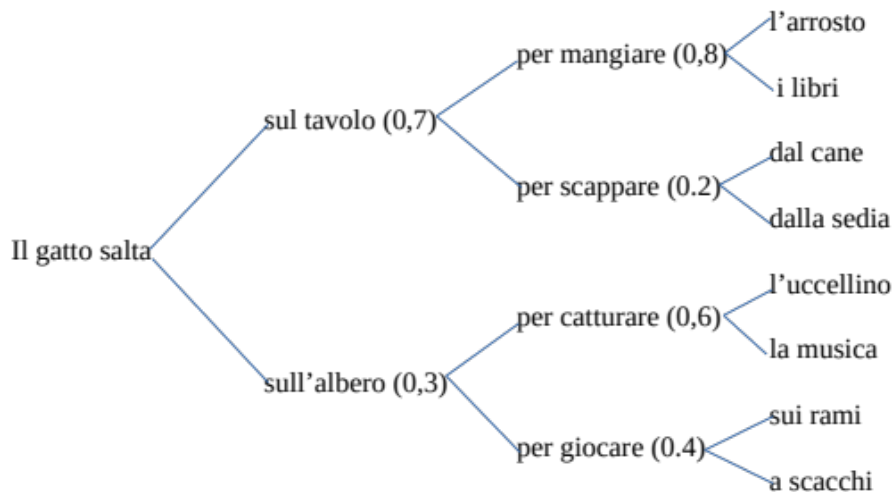 l’arrosto
per mangiare (0,8)
i libri
sul tavolo (0,7)
dal cane
per scappare (0.2)
dalla sedia
Il gatto salta
l’uccellino
per catturare (0,6)
la musica
sull’albero (0,3)
sui rami
per giocare (0.4)
a scacchi